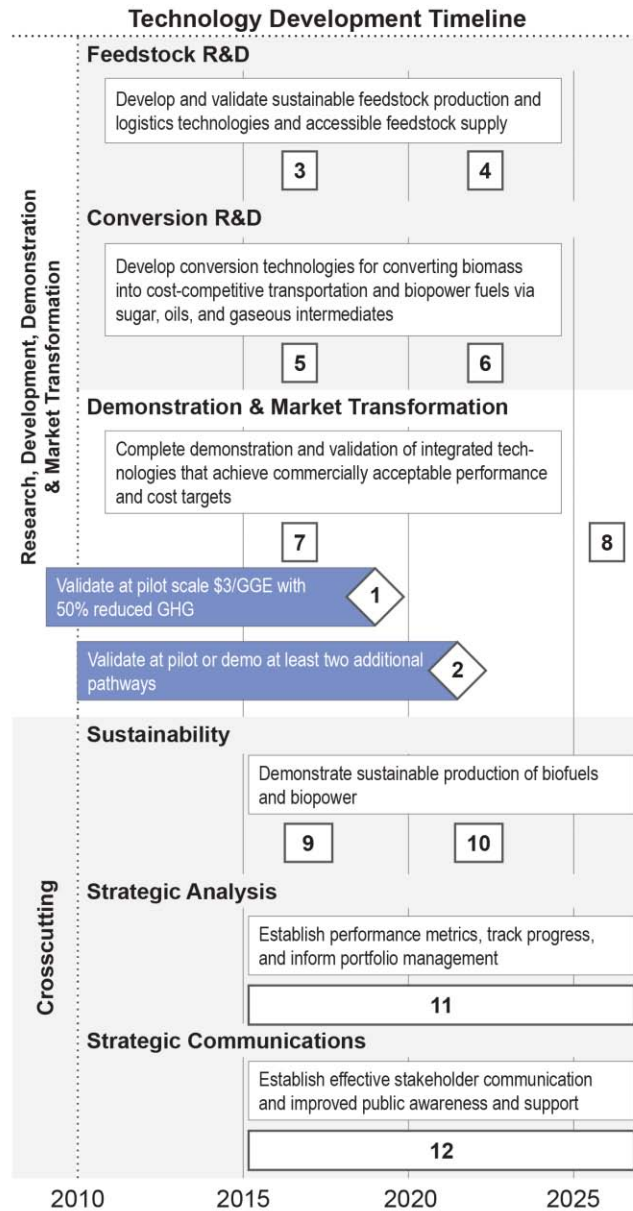 Technology Development Timeline
Research, Development, Demonstration
& Market Transformation
Feedstock R&D
Develop and validate sustainable feedstock production and
logistics technologies and accessible feedstock supply
3
4
Conversion R&D
Develop conversion technologies for converting biomass
into cost-competitive transportation and biopower fuels via
sugar, oils, and gaseous intermediates
5
6
Demonstration & Market Transformation
Complete demonstration and validation of integrated tech-
nologies that achieve commercially acceptable performance
and cost targets
7
8
Validate at pilot scale $3/GGE with
50% reduced GHG
1
Validate at pilot or demo at least two additional
pathways
2
Crosscutting
Sustainability
Demonstrate sustainable production of biofuels
and biopower
9
10
Strategic Analysis
Establish performance metrics, track progress,
and inform portfolio management
11
Strategic Communications
Establish effective stakeholder communication
and improved public awareness and support
12
2010
2015
2020
2025